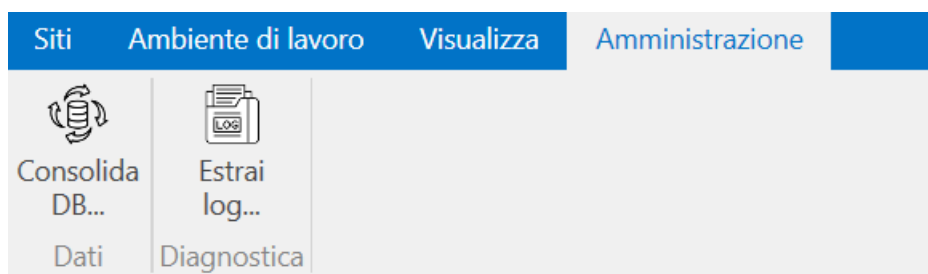 Siti Ambiente di lavoro Visualizza Amministrazione
LOG
Consolida Estrai
DB... log...
Dati Diagnostica